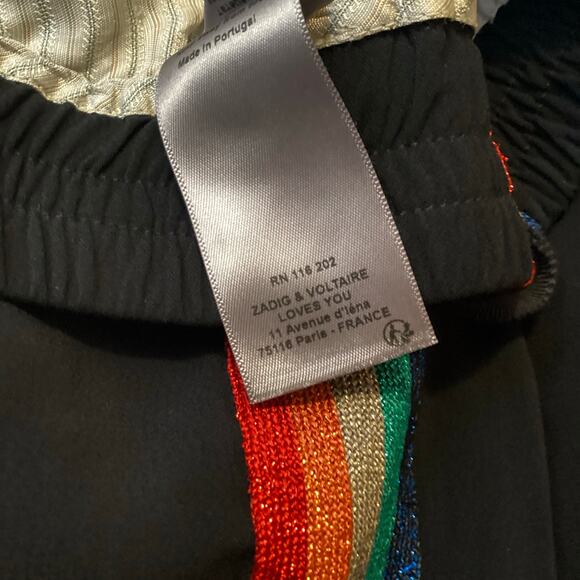 Made in Portugal
RN 116 202
ZADIG & VOLTAIRE
LOVES YOU
11 Avenue d'Iéna
75116 Paris - FRANCE